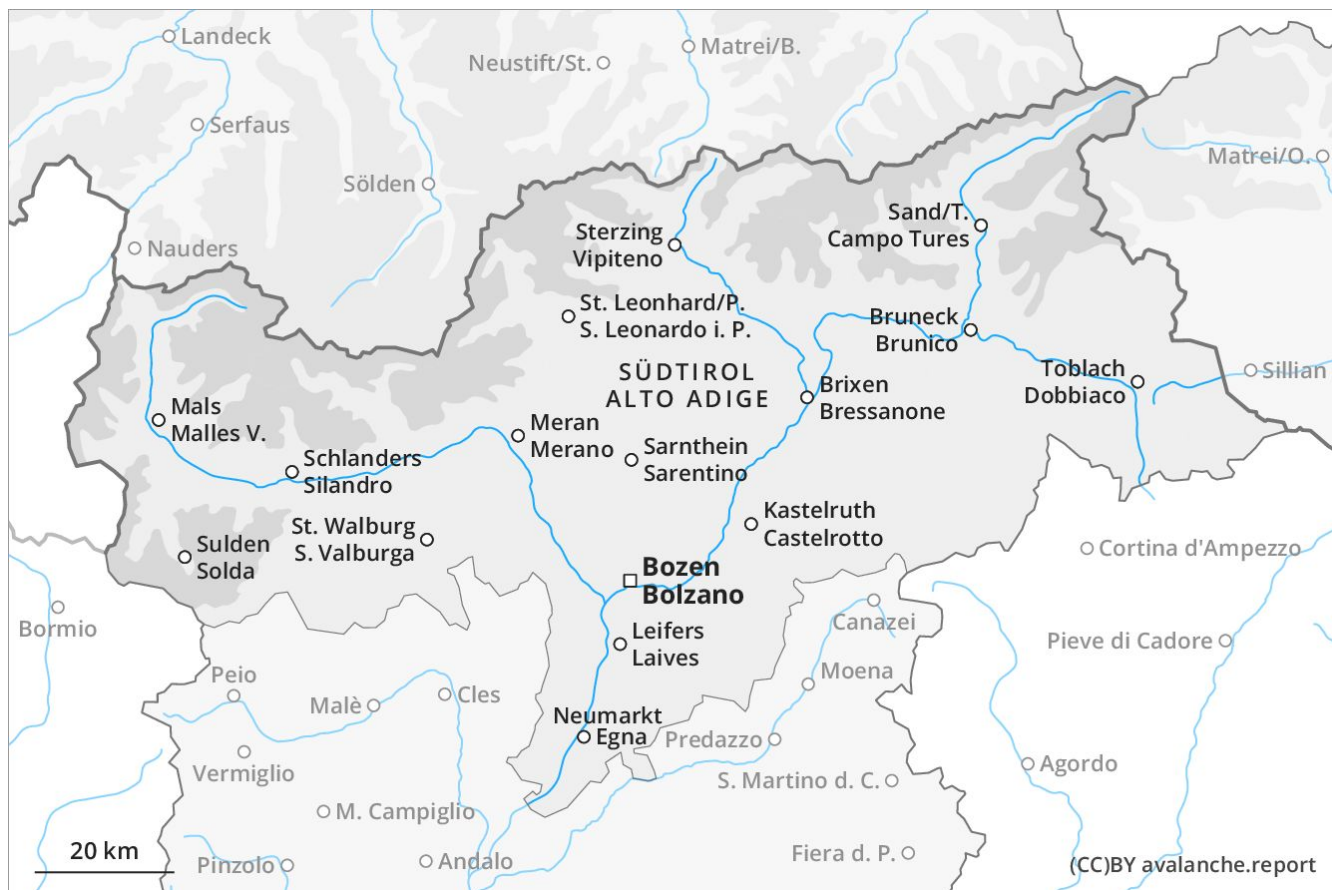 Landeck
Neustift/St.
Matrei/B.
Serfaus
Matrei/O.
Sölden
Nauders
Sand/T.
Campo Tures
Sterzing
Vipiteno
St. Leonhard/P.
S. Leonardo i. P.
Bruneck
Brunico
SÜDTIROL
ALTO ADIGE
Toblach
Dobbiaco
Sillian
Brixen
Bressanone
Mals
Malles V.
Meran
Merano
Sarnthein
Sarentino
Schlanders
Silandro
Kastelruth
Castelrotto
St. Walburg
S. Valburga
Sulden
Solda
Cortina d'Ampezzo
Bozen
Bolzano
Bormio
Canazei
Leifers
Laives
Pieve di Cadore
Peio
Moena
Malè
Cles
Neumarkt
Egna
Predazzo
Vermiglio
Agordo
S. Martino d. C.
M. Campiglio
20 km
Pinzolo
Andalo
Fiera d. P.
(CC)BY avalanche.report